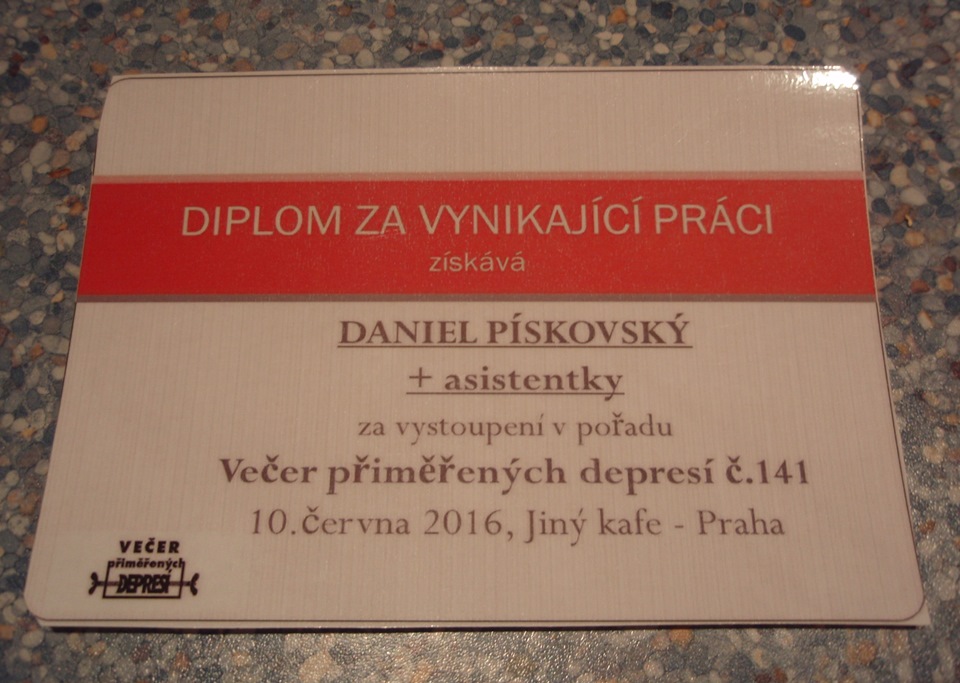 DIPLOM ZA VYNIKAJÍCÍ PRÁCI
získává
DANIEL PÍSKOVSKÝ
+ asistentky
za vystoupení v pořadu
Večer přiměřených depresí č.141
10.června 2016, Jiný kafe - Praha
VEČER
přiměřených
DEPRESÍ